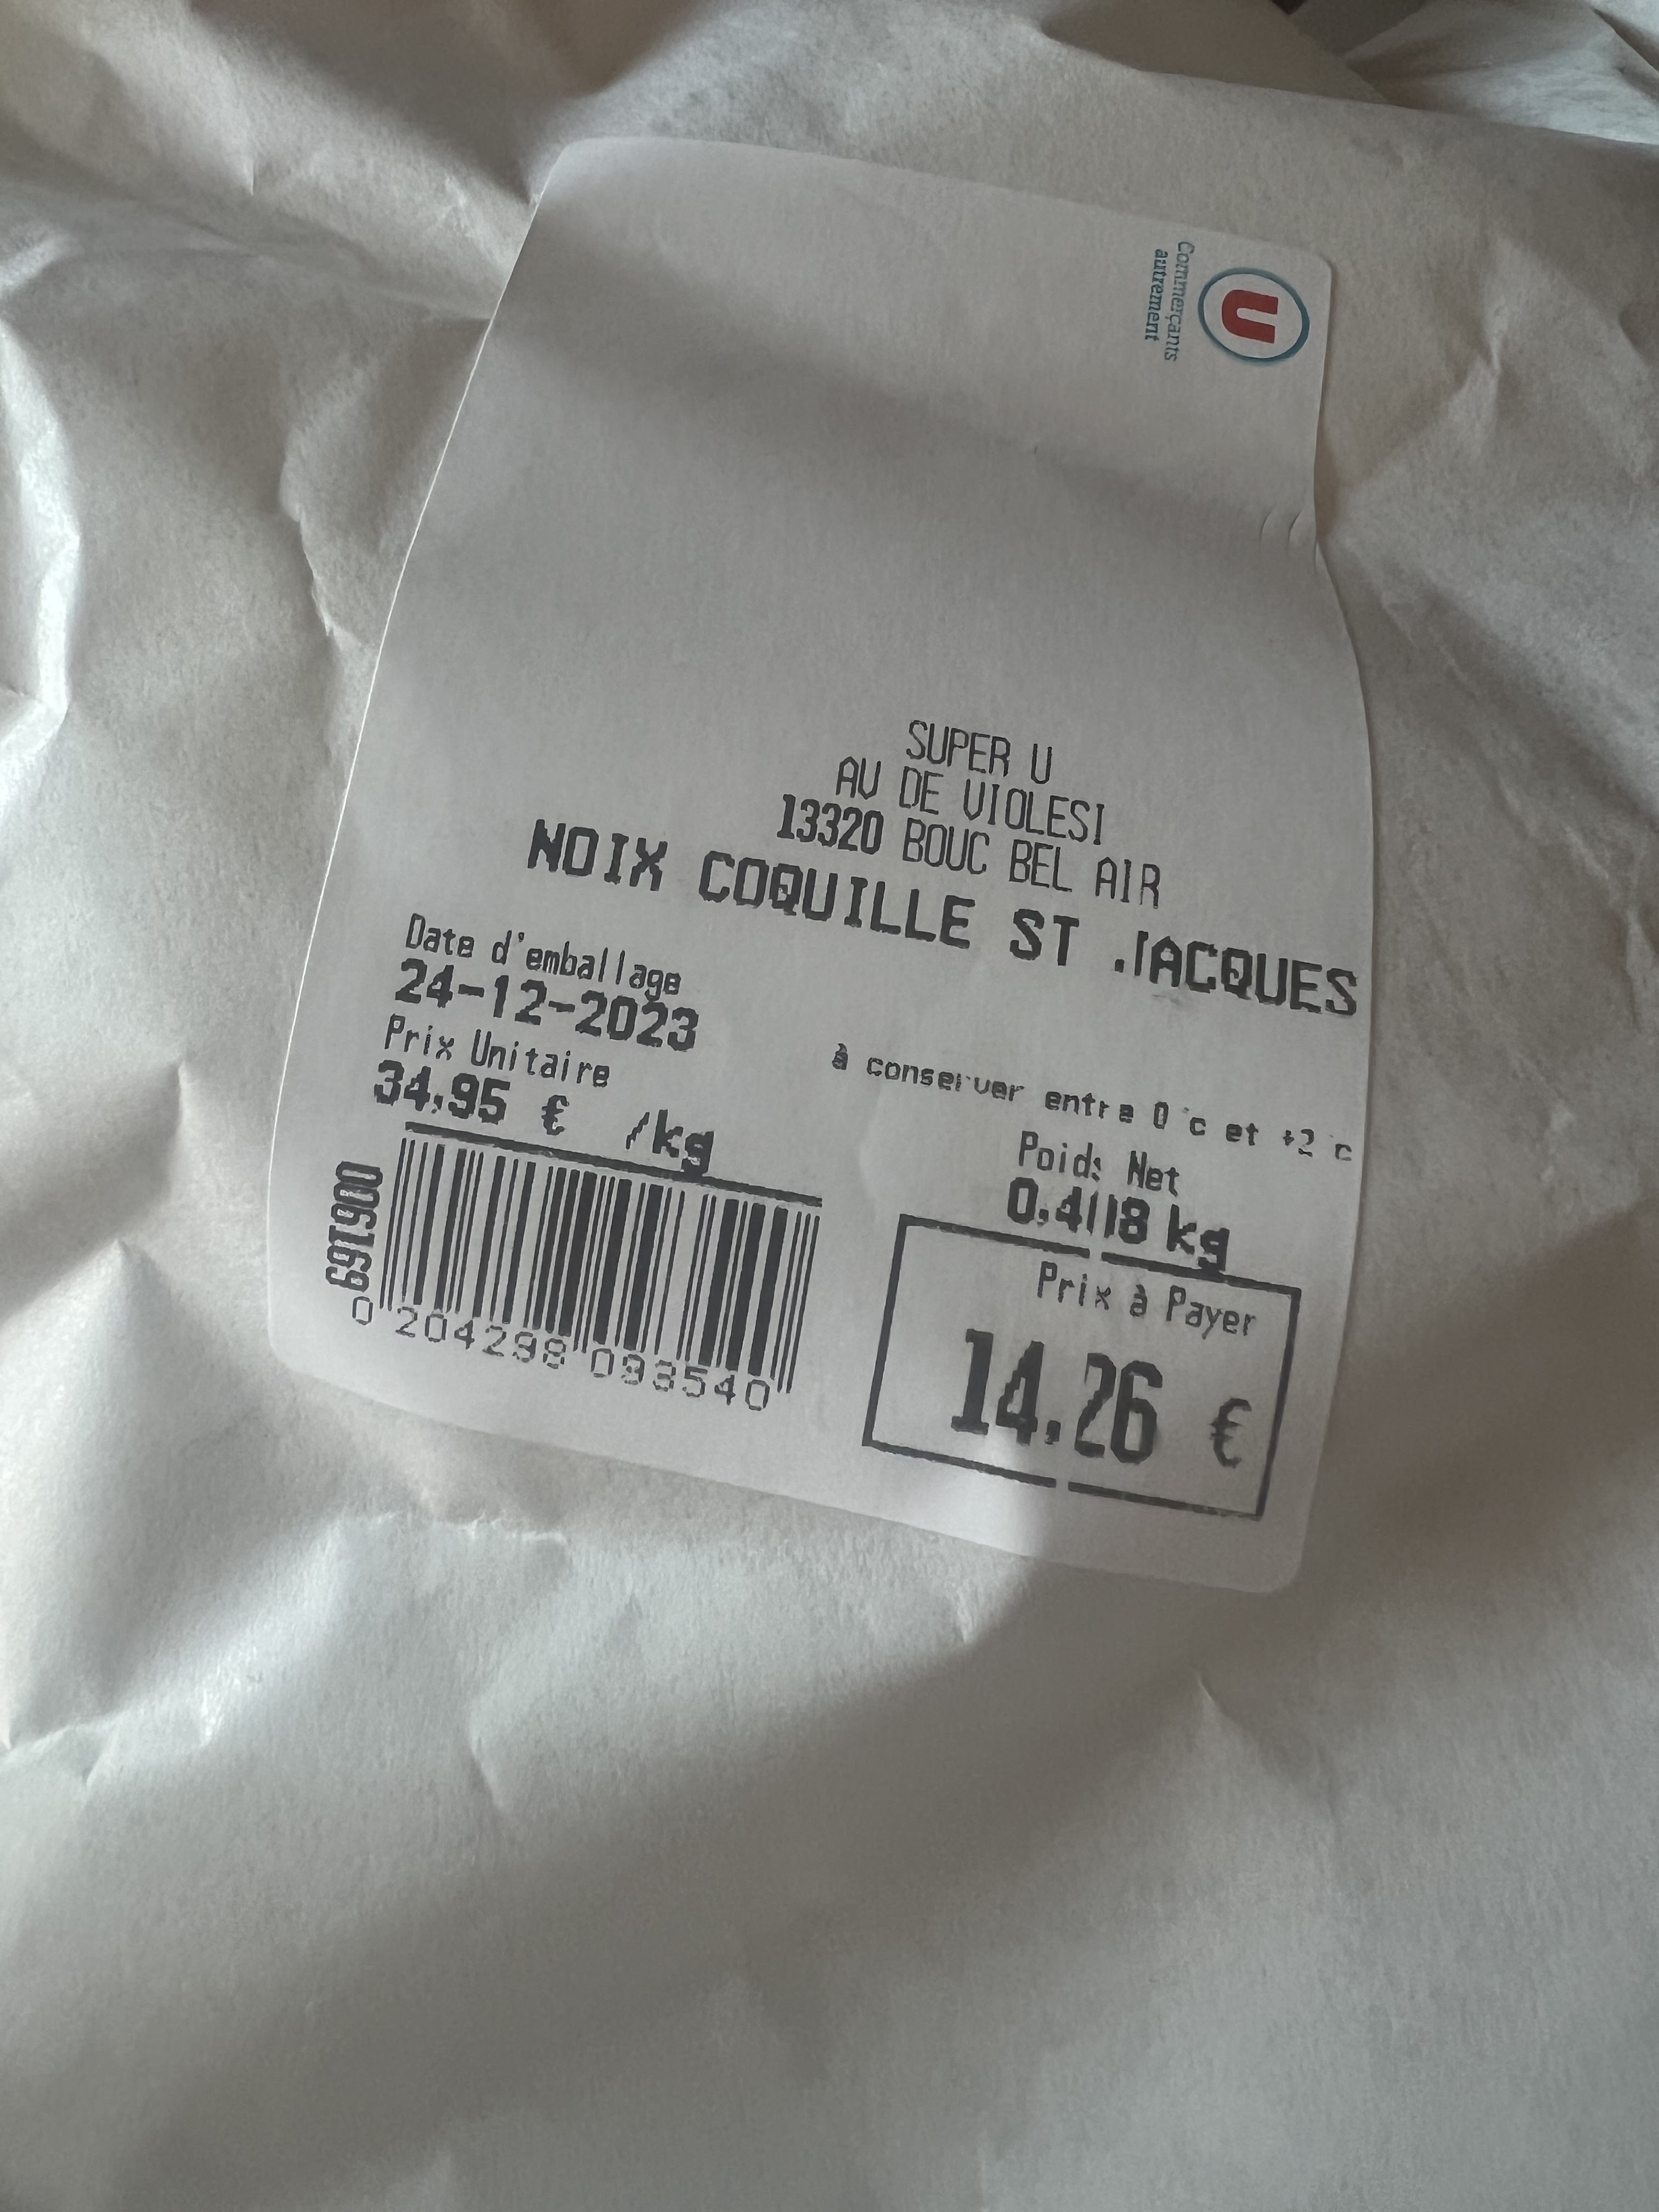 Commerçants
autrement
U
SUPER U
AV DE VIOLESI
13320 BOUC BEL AIR
NOIX COQUILLE ST JACQUES
Date d'emballage
24-12-2023
Prix Unitaire
34,95 € /kg
à conserver entre 0°c et +2°c
Poids Net
0,408 kg
Prix à Payer
14,26 €
006169
0 204298 093540